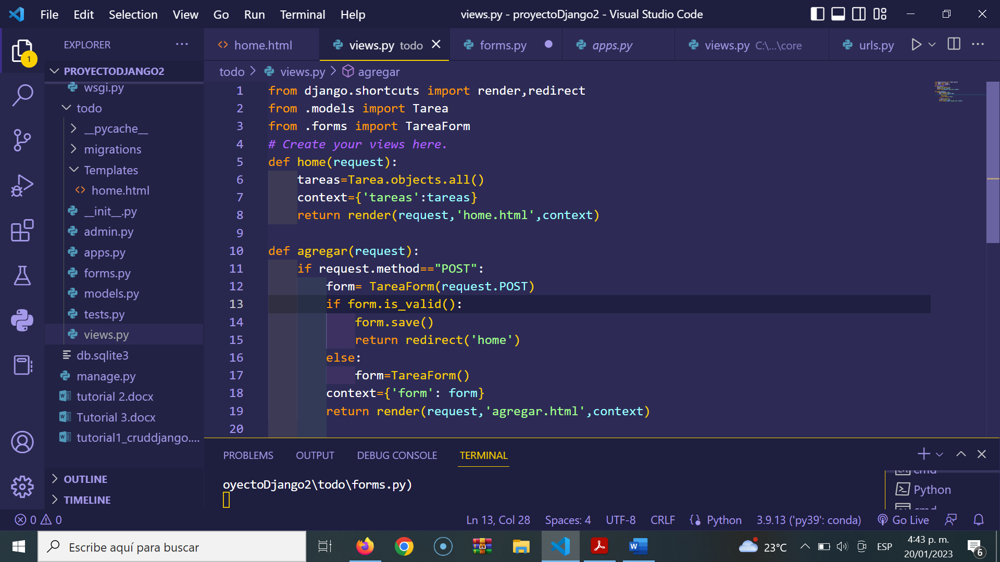 File Edit Selection View Go Run Terminal Help views.py - proyectoDjango2 - Visual Studio Code
EXPLORER ...
home.html views.py todo forms.py apps.py views.py C:\...\core urls.py
1
PROYECTODJANGO2
wsgi.py
todo
__pycache__
migrations
Templates
home.html
__init__.py
admin.py
apps.py
forms.py
models.py
tests.py
views.py
db.sqlite3
manage.py
tutorial 2.docx
Tutorial 3.docx
tutorial1_cruddjango....
OUTLINE
TIMELINE
todo > views.py > agregar
1 from django.shortcuts import render,redirect
2 from .models import Tarea
3 from .forms import TareaForm
4 # Create your views here.
5 def home(request):
6     tareas=Tarea.objects.all()
7     context={'tareas':tareas}
8     return render(request,'home.html',context)
9
10 def agregar(request):
11     if request.method=="POST":
12         form= TareaForm(request.POST)
13         if form.is_valid():
14             form.save()
15             return redirect('home')
16         else:
17             form=TareaForm()
18         context={'form': form}
19         return render(request,'agregar.html',context)
20
PROBLEMS OUTPUT DEBUG CONSOLE TERMINAL
oyectoDjango2\todo\forms.py)
cmd
Python
cmd
0 0 Ln 13, Col 28 Spaces: 4 UTF-8 CRLF Python 3.9.13 ('py39': conda) Go Live
Escribe aquí para buscar
23°C ESP
4:43 p. m.
20/01/2023
6